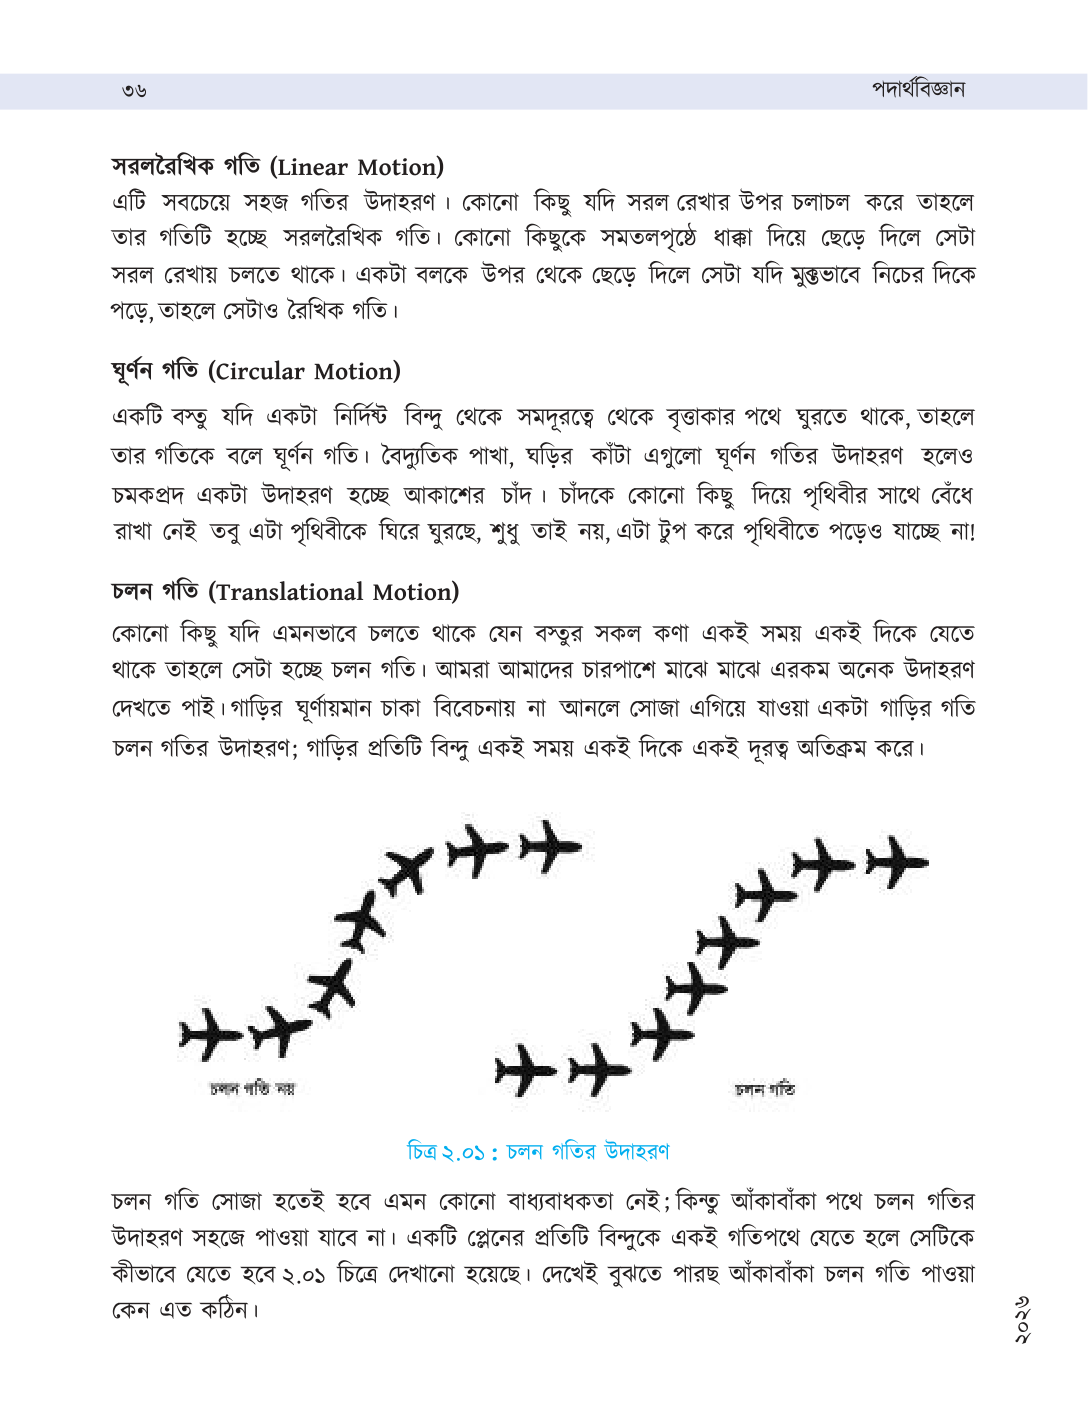 ৩৬
পদার্থবিজ্ঞান
সরলরৈখিক গতি (Linear Motion)
এটি সবচেয়ে সহজ গতির উদাহরণ। কোনো কিছু যদি সরল রেখার উপর চলাচল করে তাহলে
তার গতিটি হচ্ছে সরলরৈখিক গতি। কোনো কিছুকে সমতলপৃষ্ঠে ধাক্কা দিয়ে ছেড়ে দিলে সেটা
সরল রেখায় চলতে থাকে। একটা বলকে উপর থেকে ছেড়ে দিলে সেটা যদি মুক্তভাবে নিচের দিকে
পড়ে, তাহলে সেটাও রৈখিক গতি।
ঘূর্ণন গতি (Circular Motion)
একটি বস্তু যদি একটা নির্দিষ্ট বিন্দু থেকে সমদূরত্বে থেকে বৃত্তাকার পথে ঘুরতে থাকে, তাহলে
তার গতিকে বলে ঘূর্ণন গতি। বৈদ্যুতিক পাখা, ঘড়ির কাঁটা এগুলো ঘূর্ণন গতির উদাহরণ হলেও
চমকপ্রদ একটা উদাহরণ হচ্ছে আকাশের চাঁদ। চাঁদকে কোনো কিছু দিয়ে পৃথিবীর সাথে বেঁধে
রাখা নেই তবু এটা পৃথিবীকে ঘিরে ঘুরছে, শুধু তাই নয়, এটা টুপ করে পৃথিবীতে পড়েও যাচ্ছে না!
চলন গতি (Translational Motion)
কোনো কিছু যদি এমনভাবে চলতে থাকে যেন বস্তুর সকল কণা একই সময় একই দিকে যেতে
থাকে তাহলে সেটা হচ্ছে চলন গতি। আমরা আমাদের চারপাশে মাঝে মাঝে এরকম অনেক উদাহরণ
দেখতে পাই। গাড়ির ঘূর্ণায়মান চাকা বিবেচনায় না আনলে সোজা এগিয়ে যাওয়া একটা গাড়ির গতি
চলন গতির উদাহরণ; গাড়ির প্রতিটি বিন্দু একই সময় একই দিকে একই দূরত্ব অতিক্রম করে।
চলন গতি নয়
চলন গতি
চিত্র ২.০১ : চলন গতির উদাহরণ
চলন গতি সোজা হতেই হবে এমন কোনো বাধ্যবাধকতা নেই; কিন্তু আঁকাবাঁকা পথে চলন গতির
উদাহরণ সহজে পাওয়া যাবে না। একটি প্লেনের প্রতিটি বিন্দুকে একই গতিপথে যেতে হলে সেটিকে
কীভাবে যেতে হবে ২.০১ চিত্রে দেখানো হয়েছে। দেখেই বুঝতে পারছ আঁকাবাঁকা চলন গতি পাওয়া
কেন এত কঠিন।
২০২৬